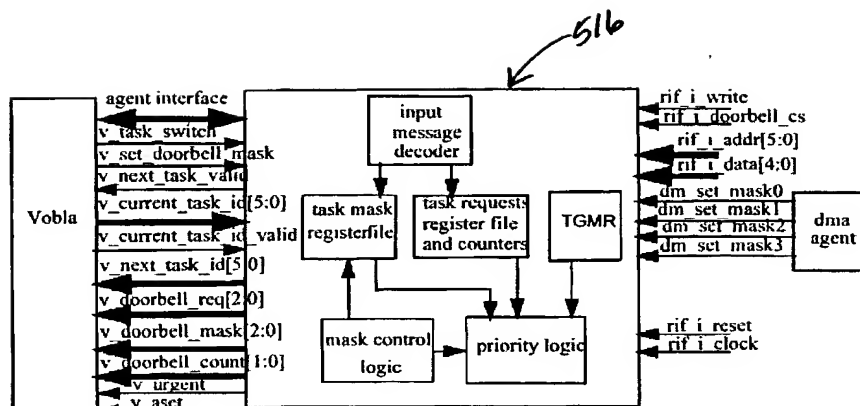 516
agent interface
v_task_switch
v_set_doorbell_mask
v_next_task_valid
v_current_task_id[5:0]
v_current_task_id_valid
v_next_task_id[5:0]
v_doorbell_req[2:0]
v_doorbell_mask[2:0]
v_doorbell_count[1:0]
v_urgent
v_aset
Vobla
input
message
decoder
task mask
registerfile
task requests
register file
and counters
TGMR
mask control
logic
priority logic
rif_i_write
rif_i_doorbell_cs
rif_i_addr[5:0]
rif_i_data[4:0]
dm_set_mask0
dm_set_mask1
dm_set_mask2
dm_set_mask3
dma
agent
rif_i_reset
rif_i_clock